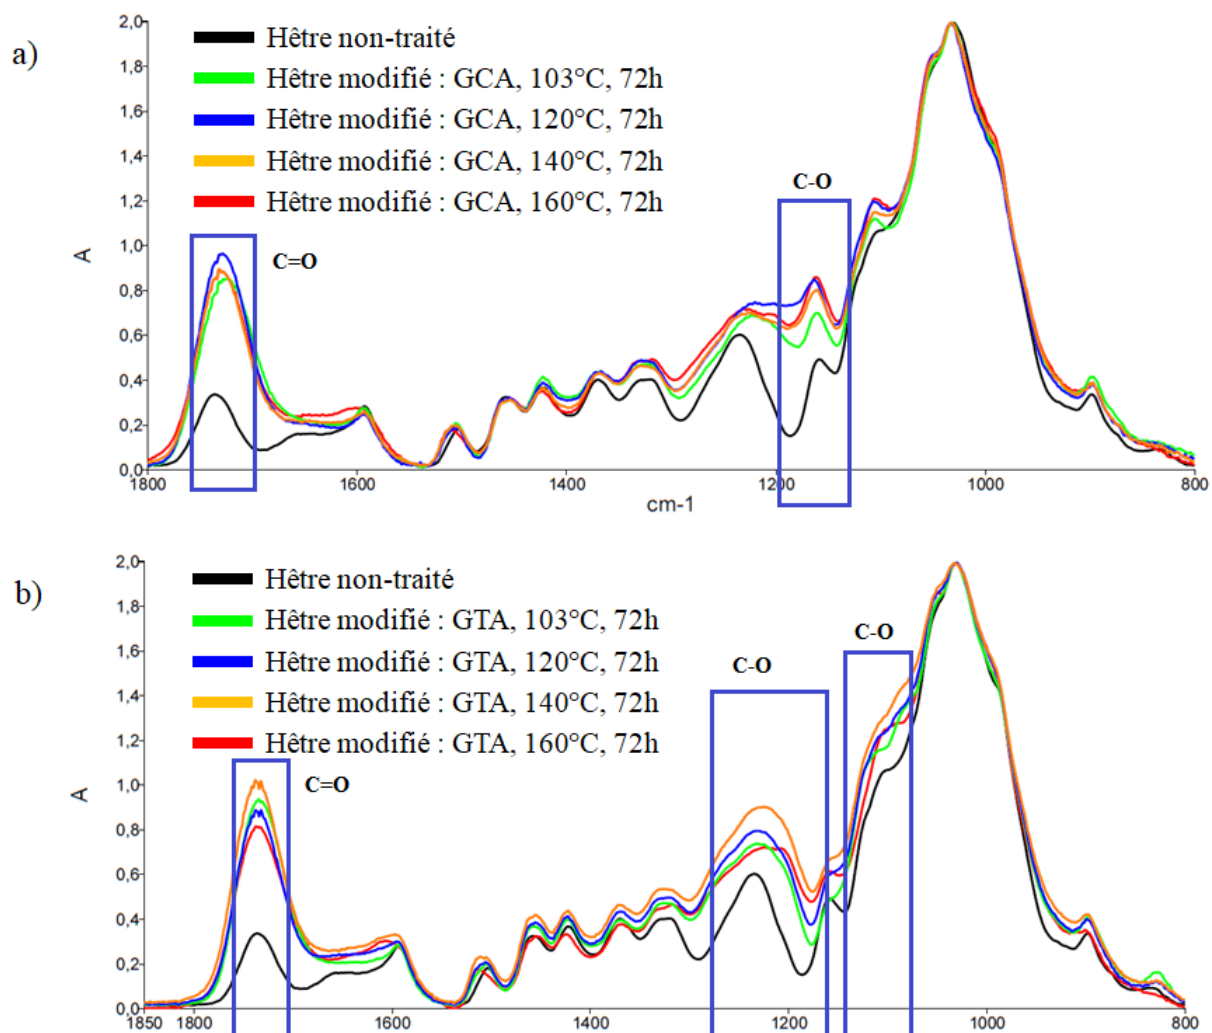 a)
2,0
1,8
1,6
1,4
1,2
1,0
0,8
0,6
0,4
0,2
0,0
A
Hêtre non-traité
Hêtre modifié : GCA, 103°C, 72h
Hêtre modifié : GCA, 120°C, 72h
Hêtre modifié : GCA, 140°C, 72h
Hêtre modifié : GCA, 160°C, 72h
C=O
C-O
1800 1600 1400 1200 1000 800
cm-1
b)
2,0
1,8
1,6
1,4
1,2
1,0
0,8
0,6
0,4
0,2
0,0
A
Hêtre non-traité
Hêtre modifié : GTA, 103°C, 72h
Hêtre modifié : GTA, 120°C, 72h
Hêtre modifié : GTA, 140°C, 72h
Hêtre modifié : GTA, 160°C, 72h
C=O
C-O
C-O
1850 1800 1600 1400 1200 1000 800